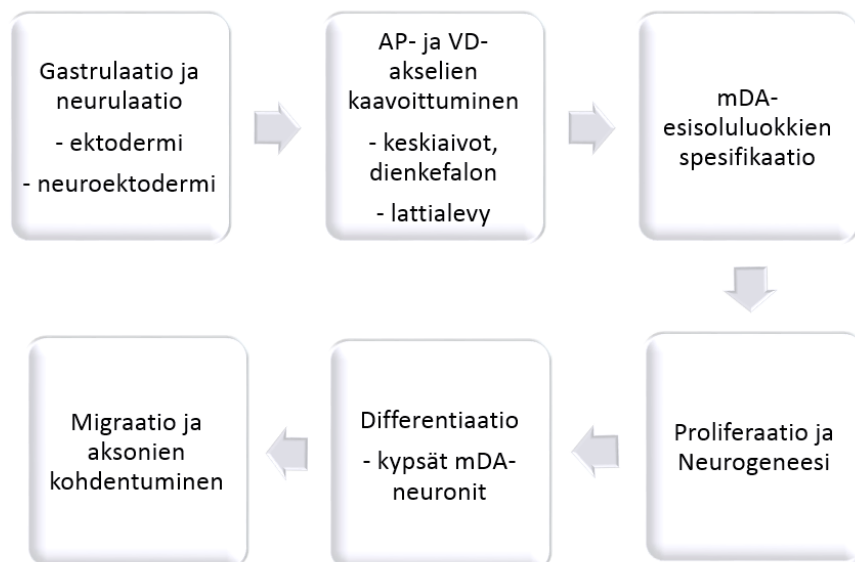 Gastrulaatio ja
neurulaatio
- ektodermi
- neuroektodermi
AP- ja VD-
akselien
kaavoittuminen
- keskiaivot,
dienkefalon
- lattialevy
mDA-
esisoluluokkien
spesifikaatio
Proliferaatio ja
Neurogeneesi
Differentiaatio
- kypsät mDA-
neuronit
Migraatio ja
aksonien
kohdentuminen